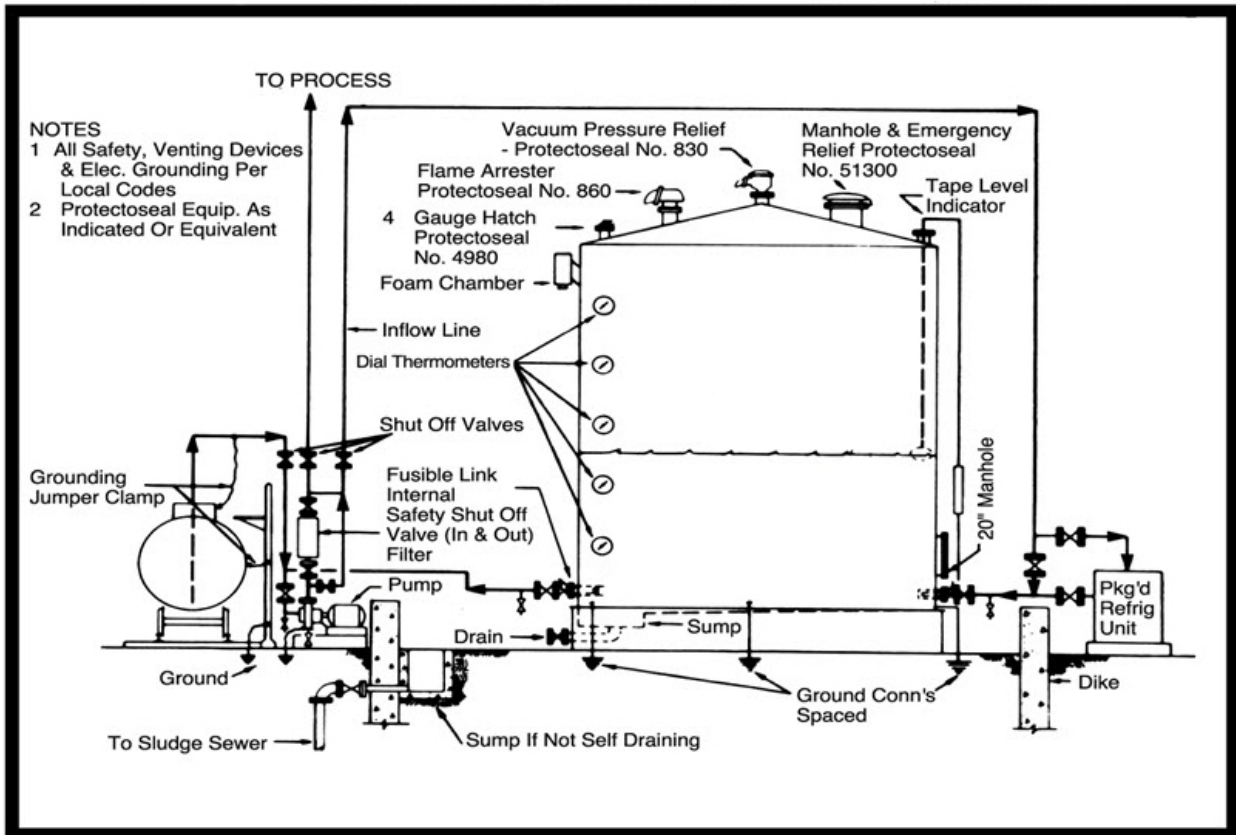 TO PROCESS
NOTES
1 All Safety, Venting Devices
& Elec. Grounding Per
Local Codes
2 Protectoseal Equip. As
Indicated Or Equivalent
Vacuum Pressure Relief
- Protectoseal No. 830
Manhole & Emergency
Relief Protectoseal
No. 51300
Flame Arrester
Protectoseal No. 860
Tape Level
Indicator
4 Gauge Hatch
Protectoseal
No. 4980
Foam Chamber
Inflow Line
Dial Thermometers
Shut Off Valves
Grounding
Jumper Clamp
Fusible Link
Internal
Safety Shut Off
Valve (In & Out)
Filter
20" Manhole
Pump
Pkg'd
Refrig
Unit
Drain
Sump
Ground
Ground Conn's
Spaced
Dike
To Sludge Sewer
Sump If Not Self Draining